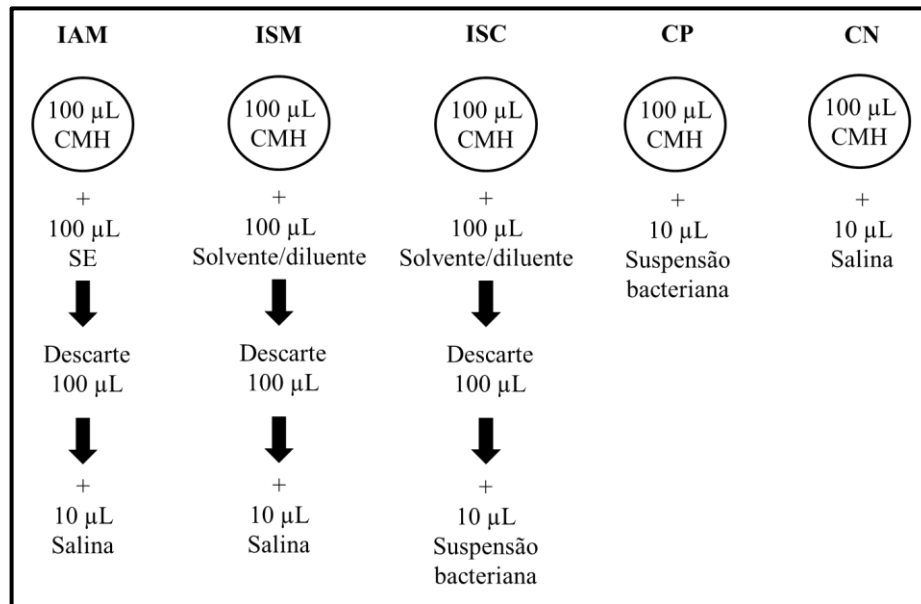 IAM ISM ISC CP CN
100 µL 100 µL 100 µL 100 µL 100 µL
CMH CMH CMH CMH CMH
+ + + + +
100 µL 100 µL 100 µL 10 µL 10 µL
SE Solvente/diluente Solvente/diluente Suspensão Salina
bacteriana
Descarte Descarte Descarte
100 µL 100 µL 100 µL
+ + +
10 µL 10 µL 10 µL
Salina Salina Suspensão
bacteriana